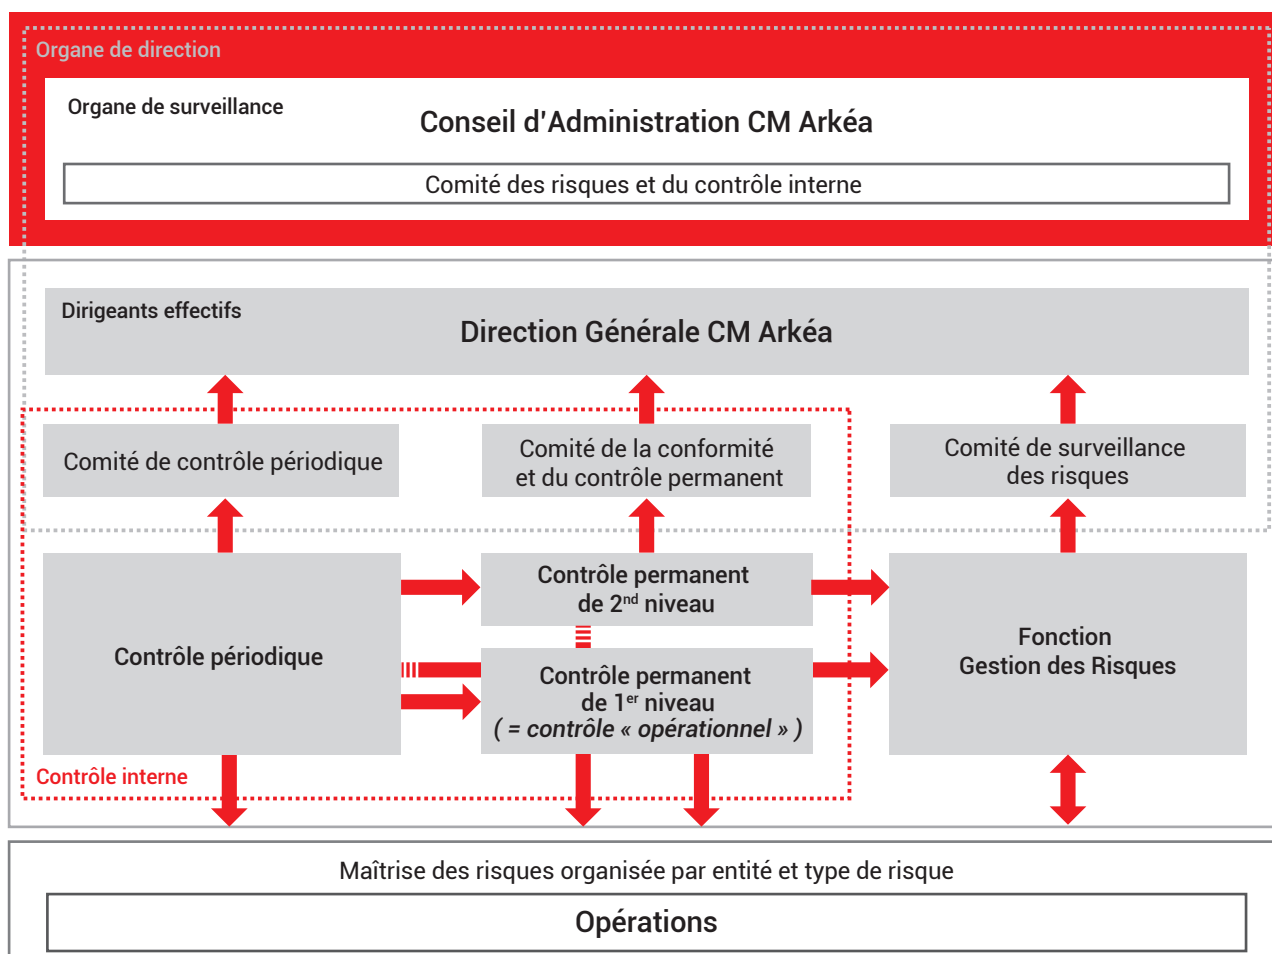 Organe de direction
Organe de surveillance
Conseil d'Administration CM Arkéa
Comité des risques et du contrôle interne
Dirigeants effectifs
Direction Générale CM Arkéa
Comité de contrôle périodique
Comité de la conformité
et du contrôle permanent
Comité de surveillance
des risques
Contrôle périodique
Contrôle permanent
de 2nd niveau
Contrôle permanent
de 1er niveau
( = contrôle « opérationnel » )
Fonction
Gestion des Risques
Contrôle interne
Maîtrise des risques organisée par entité et type de risque
Opérations